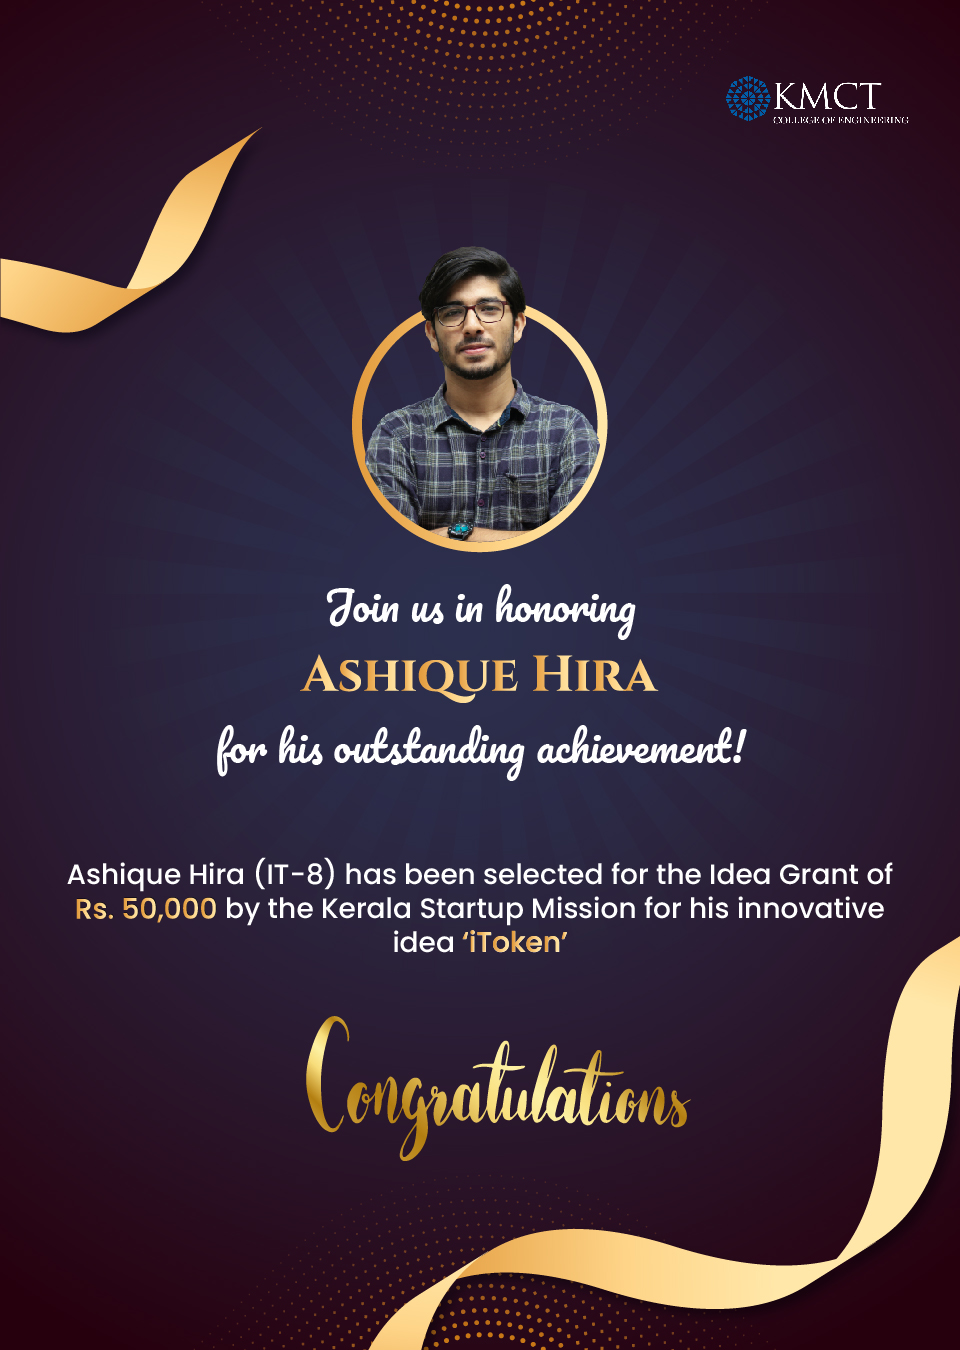 KMCT
COLLEGE OF ENGINEERING
Join us in honoring
ASHIQUE HIRA
for his outstanding achievement!
Ashique Hira (IT-8) has been selected for the Idea Grant of
Rs. 50,000 by the Kerala Startup Mission for his innovative
idea ‘iToken’
Congratulations